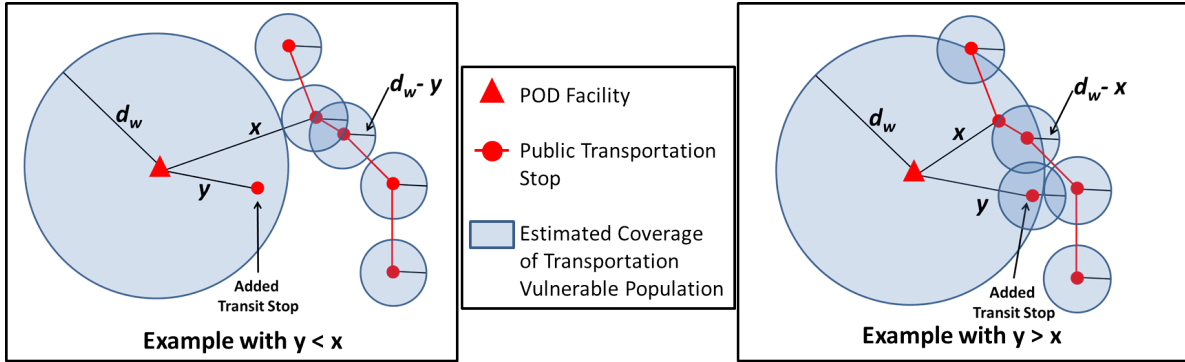 d_w
x
y
d_w- y
Added
Transit Stop
Example with y < x
POD Facility
Public Transportation
Stop
Estimated Coverage
of Transportation
Vulnerable Population
d_w
x
y
d_w- x
Added
Transit Stop
Example with y > x